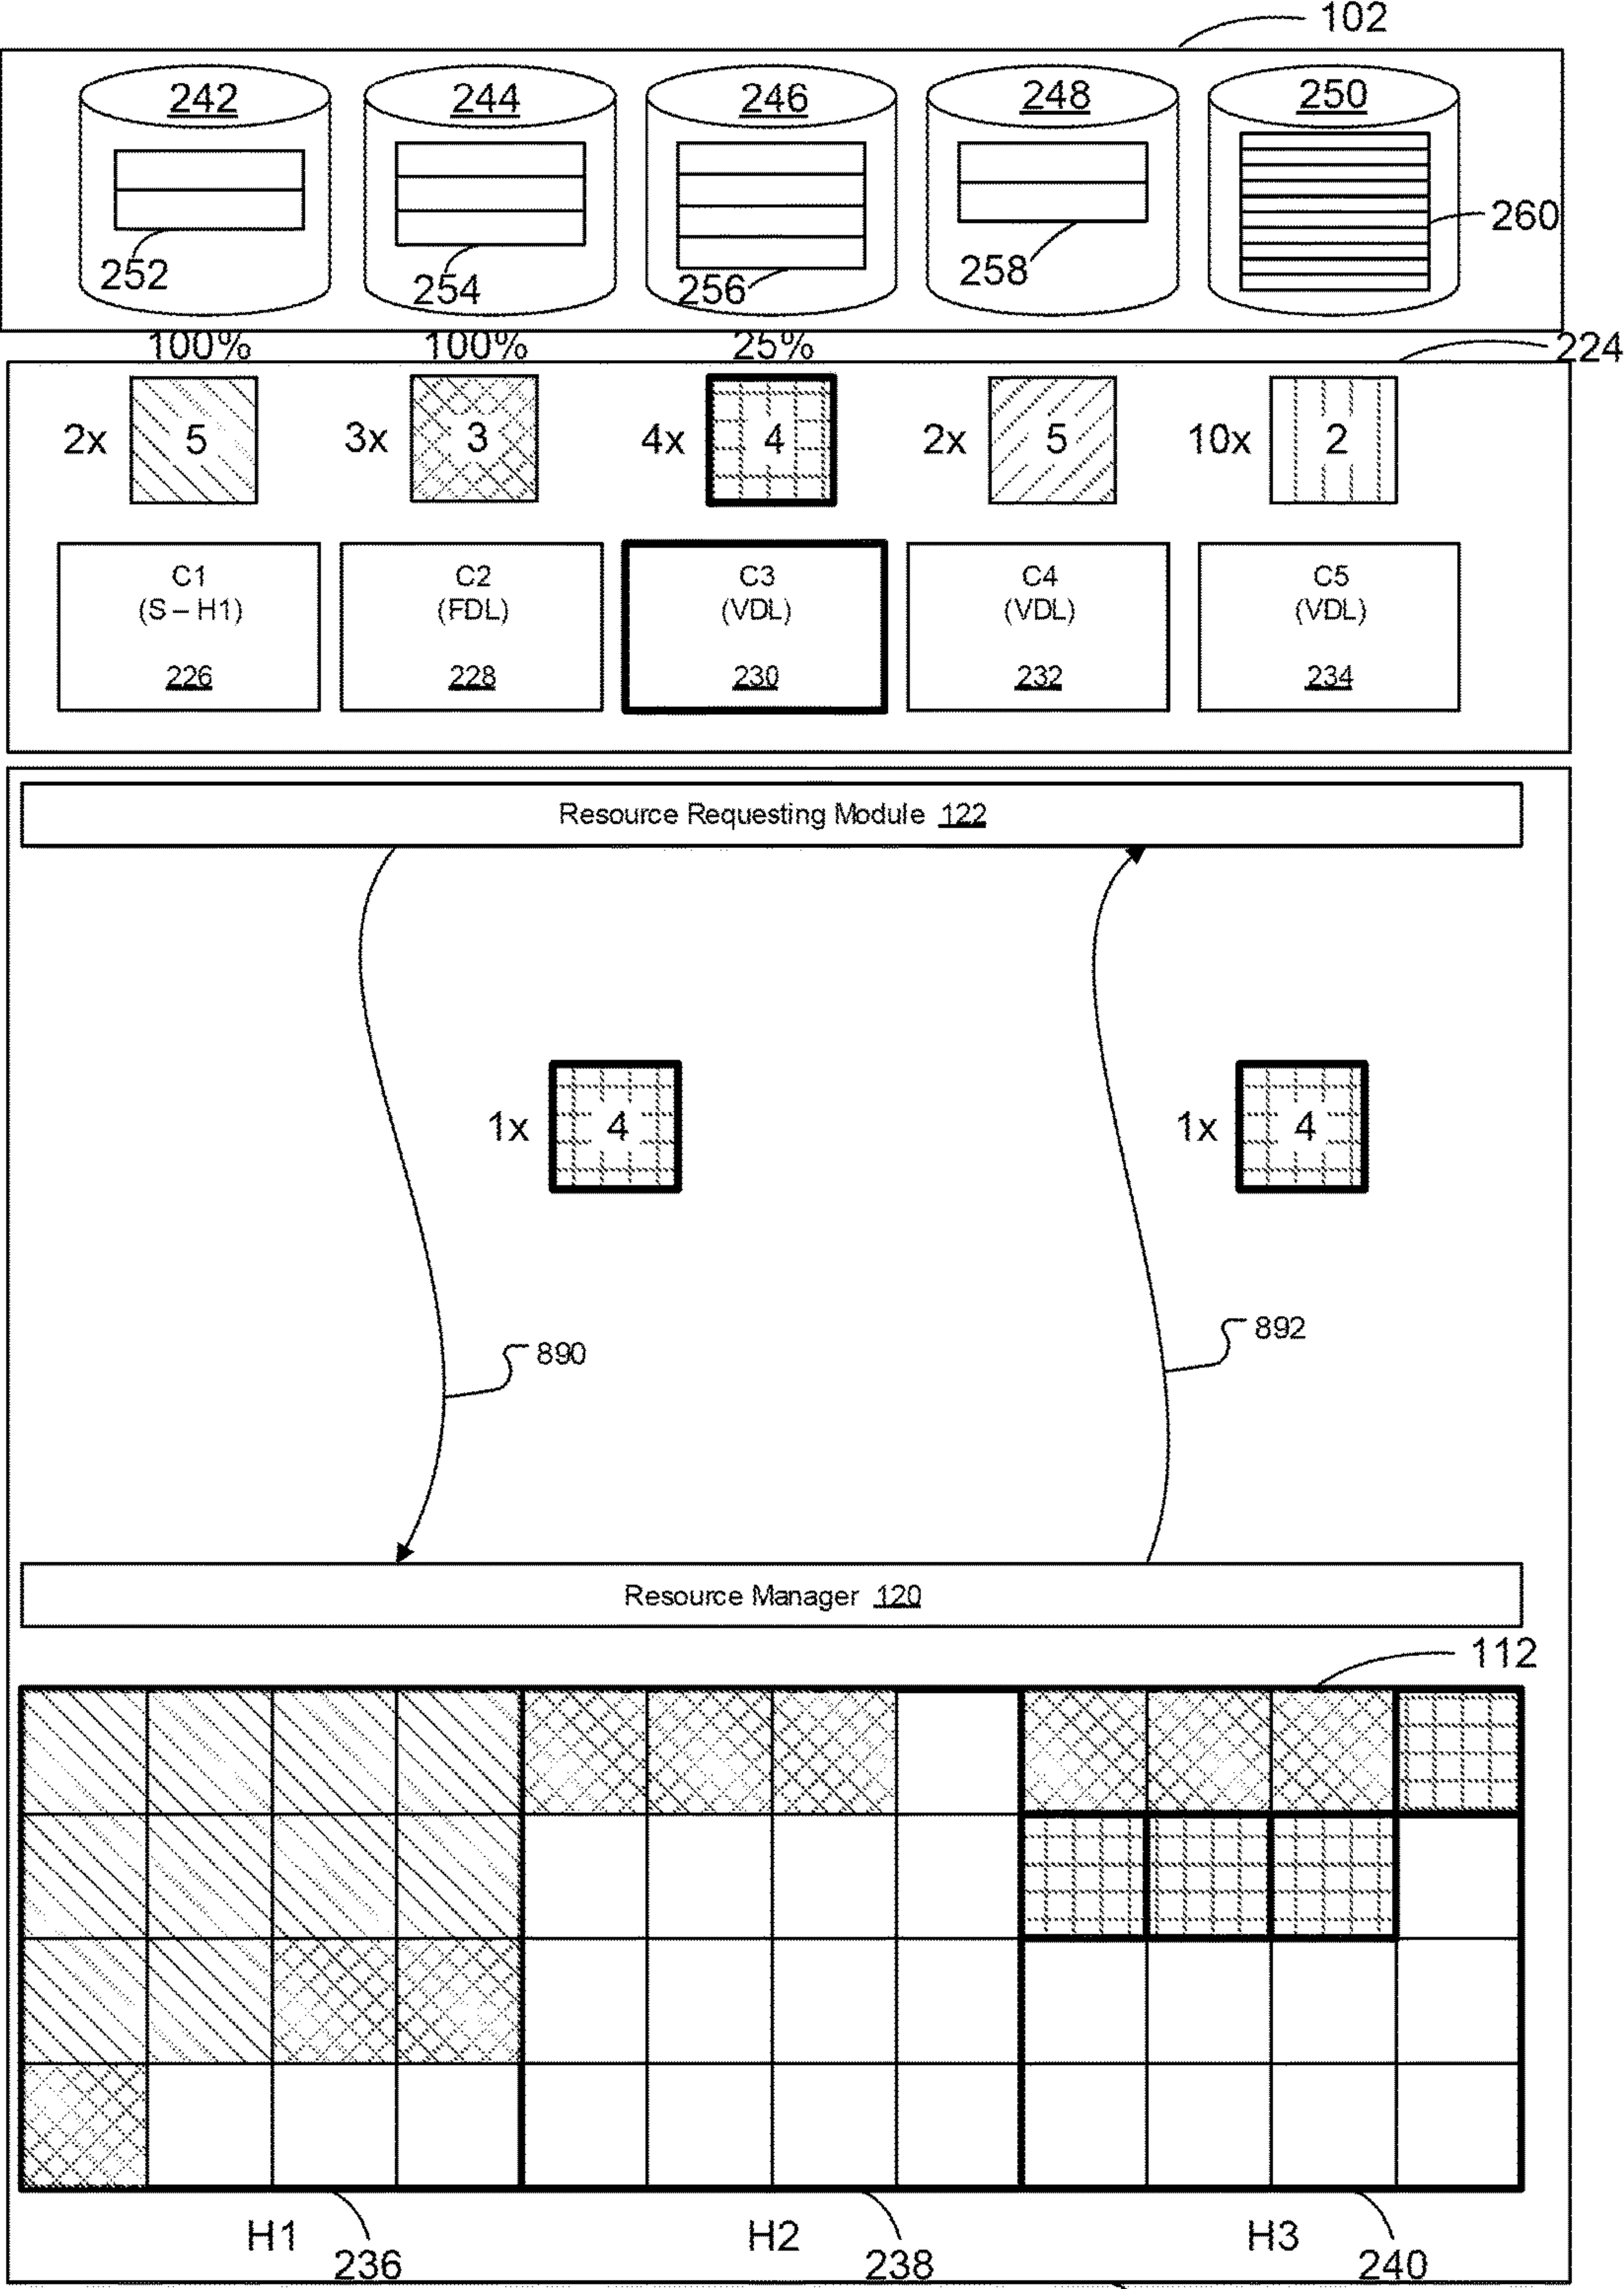 102
242 244 246 248 250
260
252 254 256 258
100% 100% 25%
224
2x 5 3x 3 4x 4 2x 5 10x 2
C1 C2 C3 C4 C5
(S – H1) (FDL) (VDL) (VDL) (VDL)
226 228 230 232 234
Resource Requesting Module 122
1x 4 1x 4
892
890
Resource Manager 120
112
H1 H2 H3
236 238 240